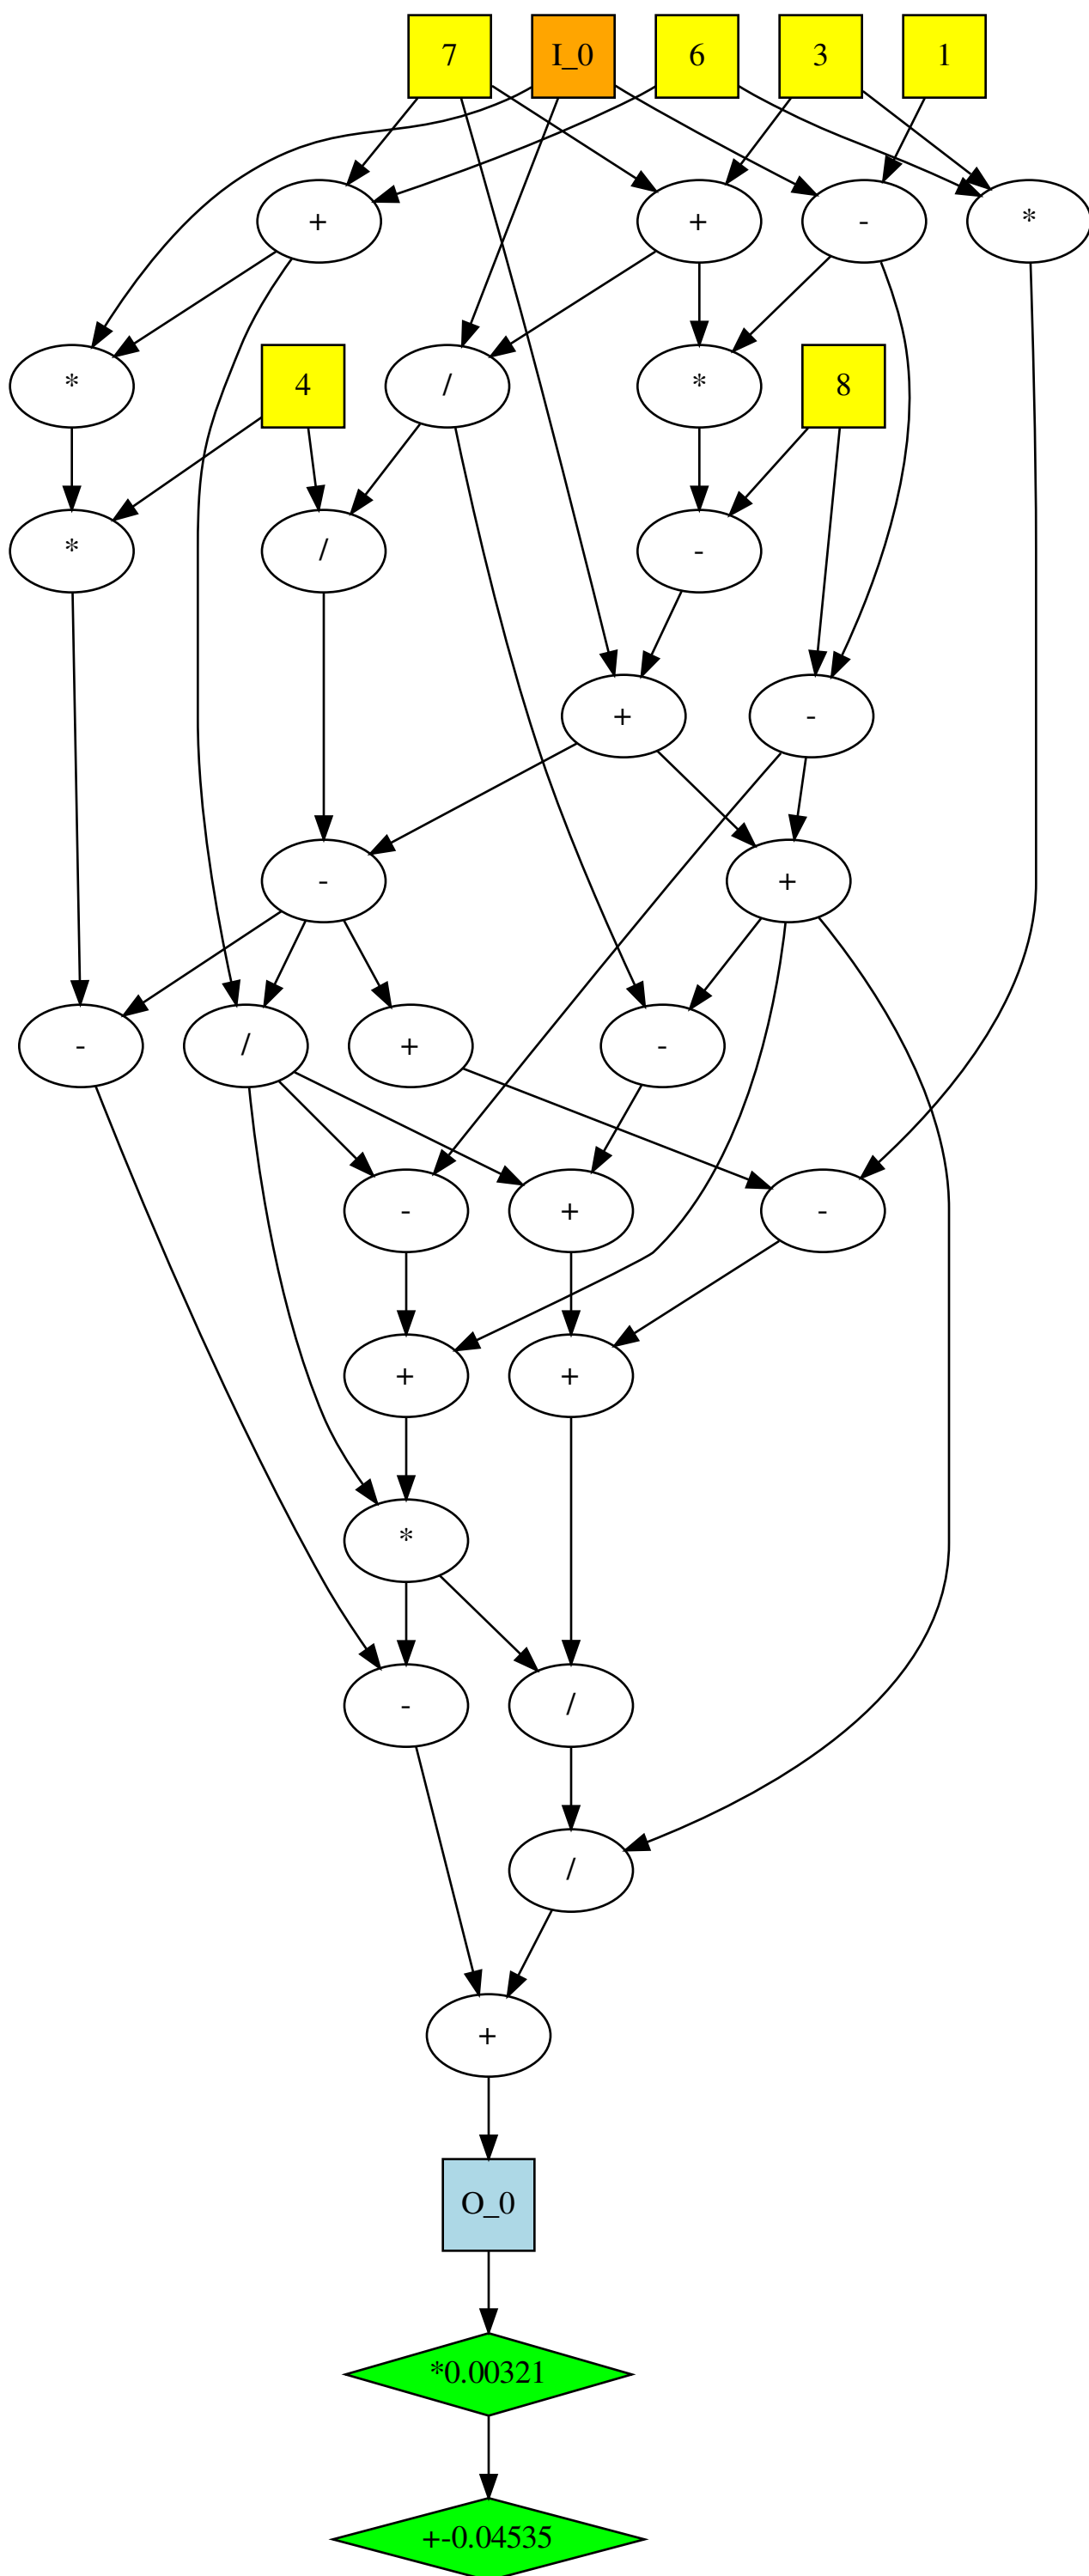 7 I_0 6 3 1
+ + - *
* 4 / * 8
* / -
+ -
- +
- / + -
- + -
+ +
*
- /
/
+
O_0
*0.00321
+-0.04535